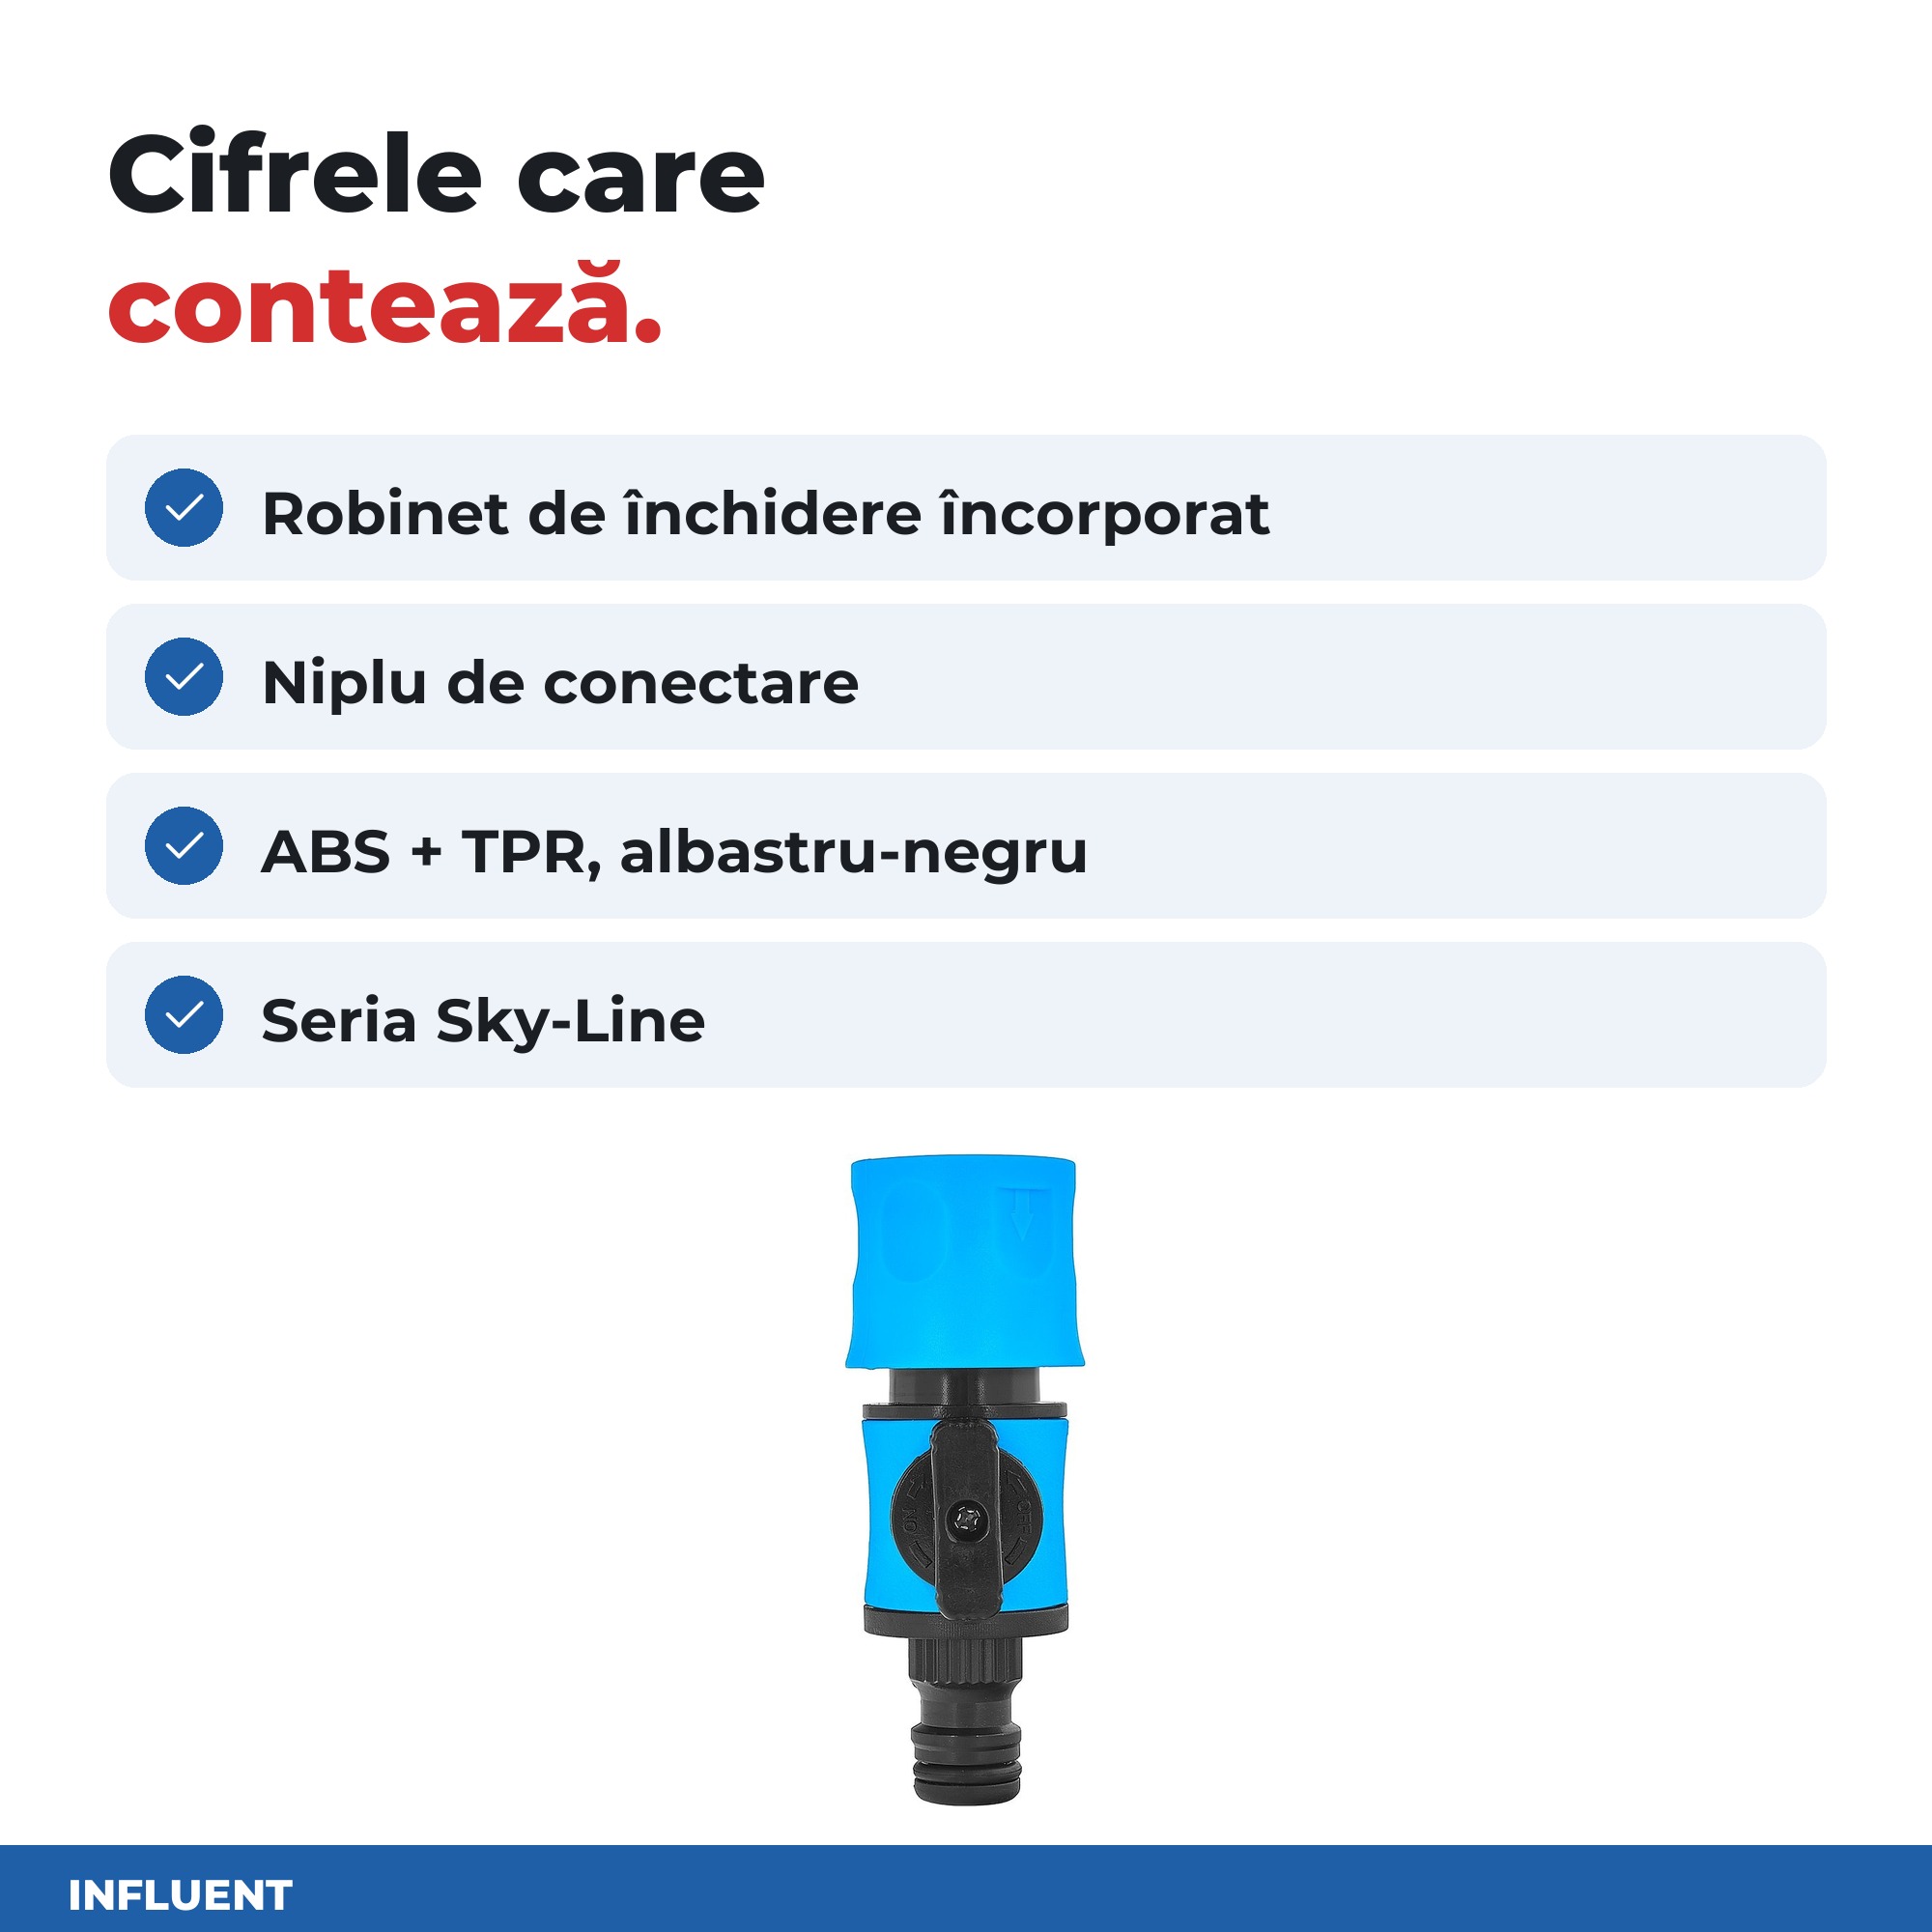 Cifrele care
contează.
Robinet de închidere încorporat
Niplu de conectare
ABS + TPR, albastru-negru
Seria Sky-Line
ON
OFF
INFLUENT